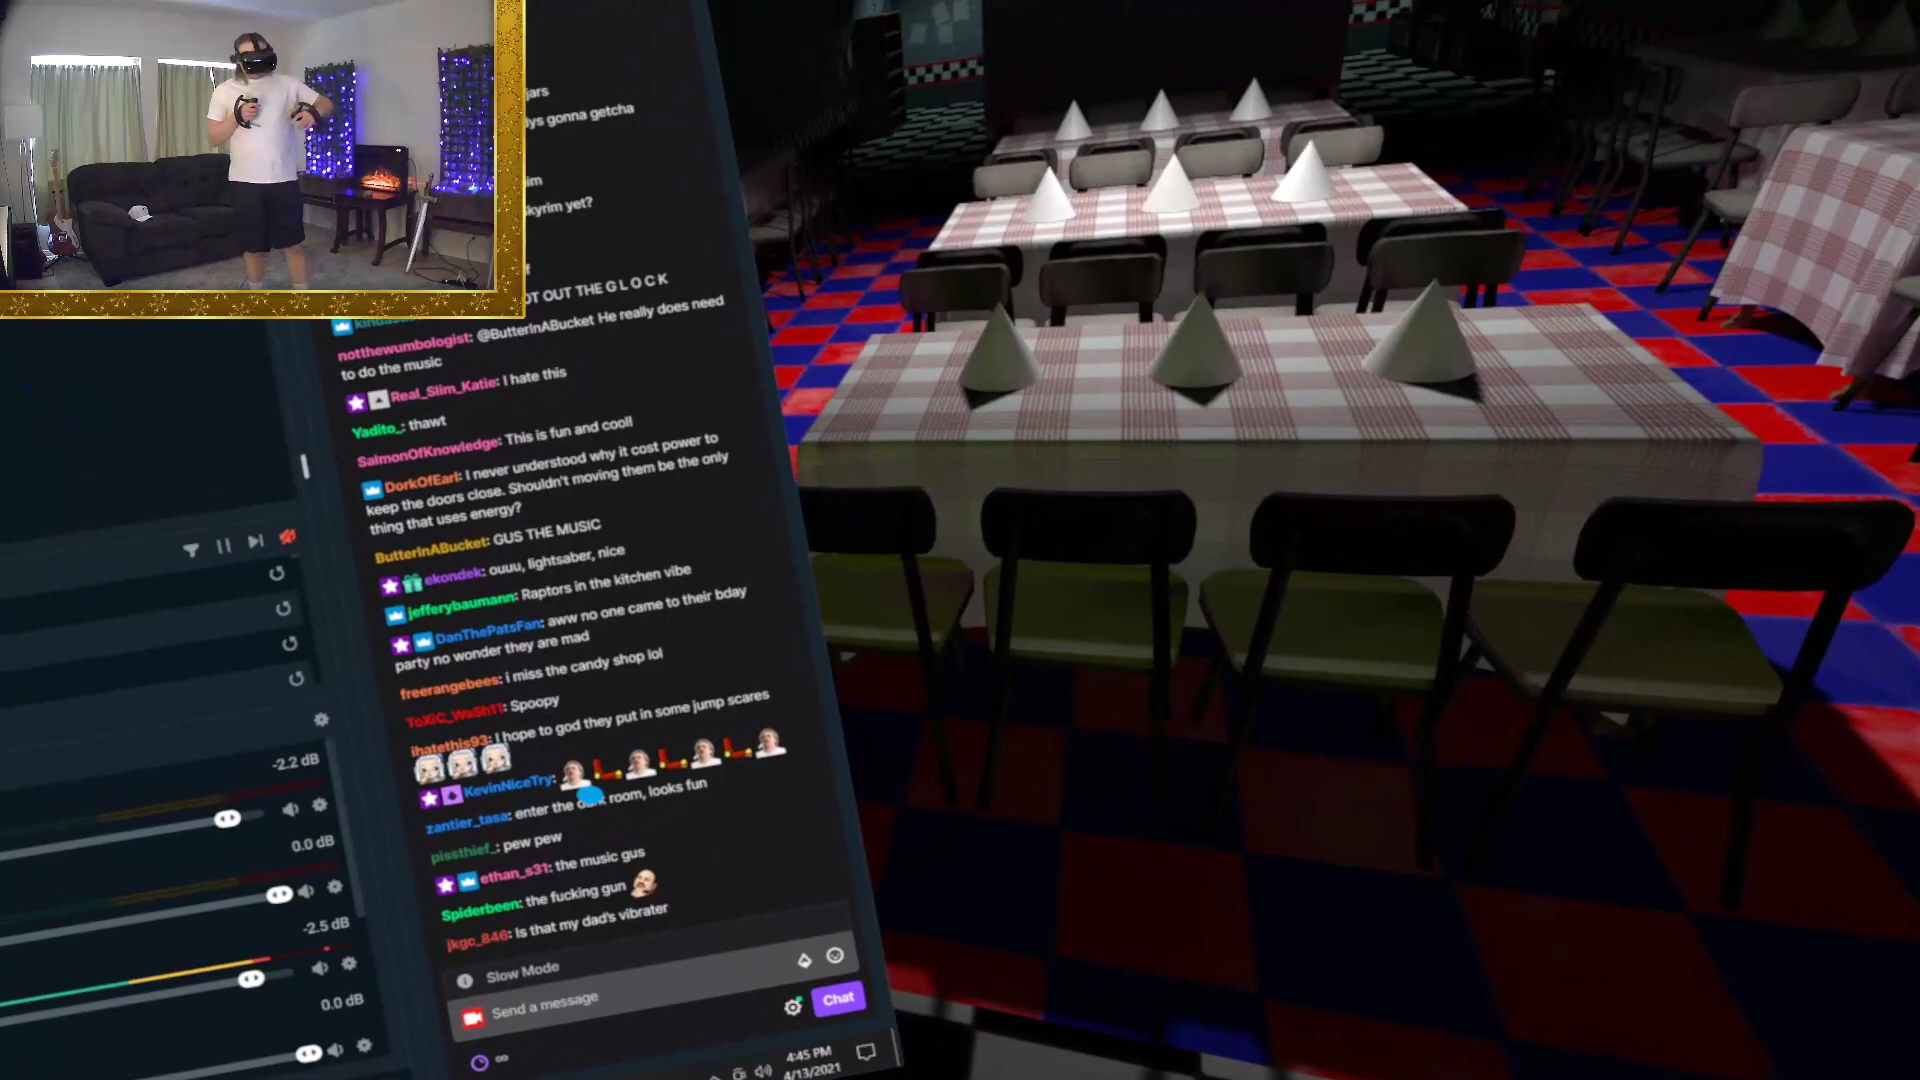 jars
ys gonna getcha
im
kyrim yet?
f
OT OUT THE G L O C K
notthewumbologist: @ButterInABucket He really does need
to do the music
Real_Slim_Katie: I hate this
Yadito_: thawt
SalmonOfKnowledge: This is fun and cool!
DorkOfEarl: I never understood why it cost power to
keep the doors close. Shouldn't moving them be the only
thing that uses energy?
ButterInABucket: GUS THE MUSIC
ekondek: ouuu, lightsaber, nice
jefferybaumann: Raptors in the kitchen vibe
DanThePatsFan: aww no one came to their bday
party no wonder they are mad
freerangebees: i miss the candy shop lol
ToXiC_WaSh11: Spoopy
ihatethis93: I hope to god they put in some jump scares
KevinNiceTry:
zantier_tasa: enter the dark room, looks fun
pissthief_: pew pew
ethan_s31: the music gus
Spiderbeen: the fucking gun
jkgc_846: Is that my dad's vibrater
Slow Mode
Send a message
Chat
-2.2 dB
0.0 dB
-2.5 dB
0.0 dB
4:45 PM
4/13/2021